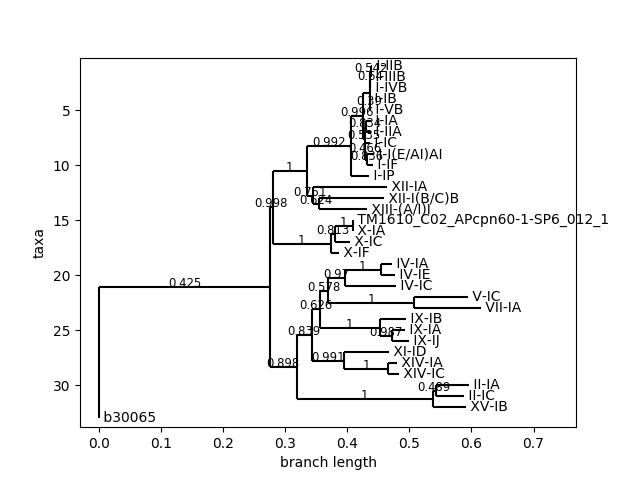 I-IIB
I-IIIB
I-IVB
I-IB
I-VB
I-IA
I-IIA
I-IC
I-I(E/AI)AI
I-IF
I-IP
XII-IA
XII-I(B/C)B
XIII-(A/I)I
TM1610_C02_APcpn60-1-SP6_012_1
X-IA
X-IC
X-IF
IV-IA
IV-IE
IV-IC
V-IC
VII-IA
IX-IB
IX-IA
IX-IJ
XI-ID
XIV-IA
XIV-IC
II-IA
II-IC
XV-IB
b30065
0.992
0.996
1
0.998
0.751
0.624
1
0.813
1
0.425
1
0.97
0.578
1
0.626
1
0.987
0.839
0.991
1
0.898
0.489
1
5
10
15
20
25
30
taxa
0.0
0.1
0.2
0.3
0.4
0.5
0.6
0.7
branch length